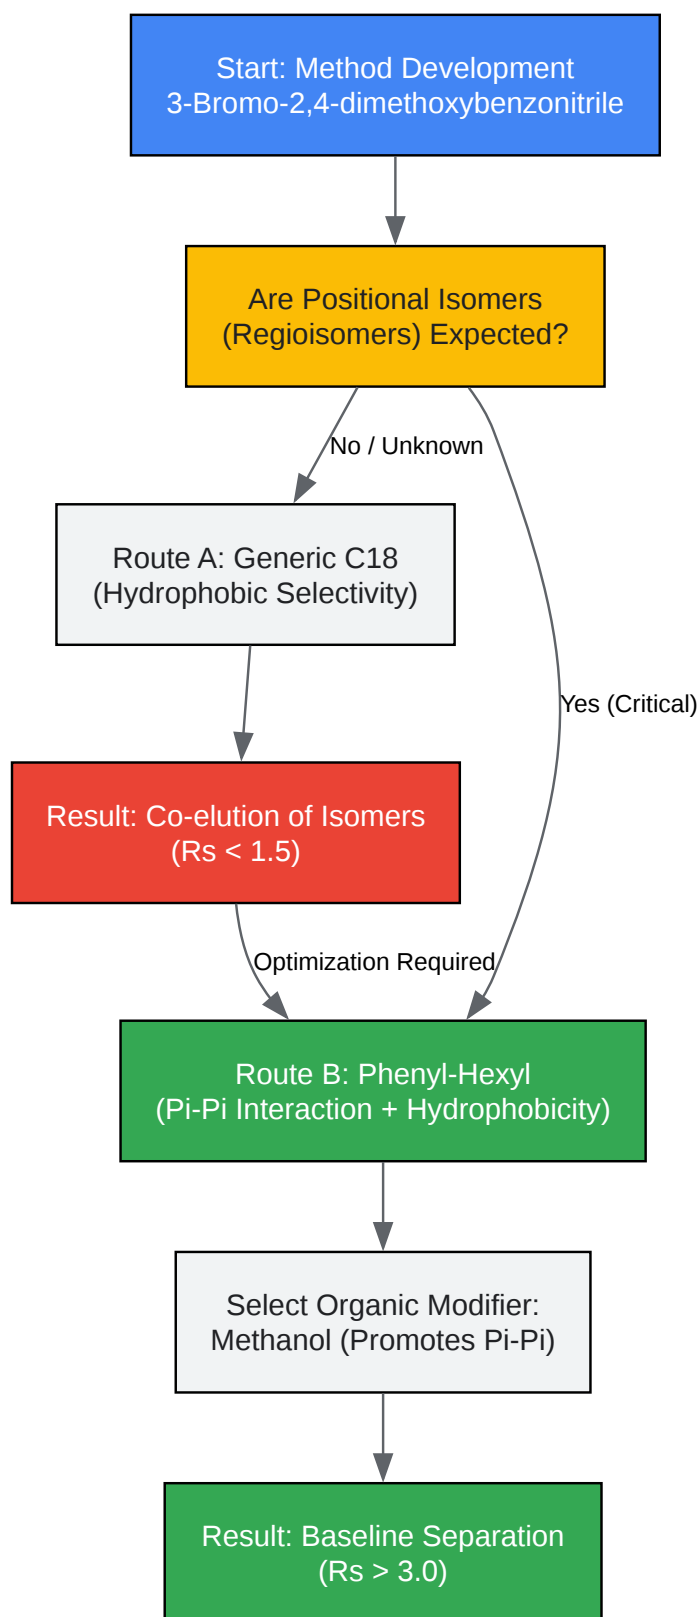 Start: Method Development
3-Bromo-2,4-dimethoxybenzonitrile
Are Positional Isomers
(Regioisomers) Expected?
No / Unknown
Route A: Generic C18
(Hydrophobic Selectivity)
Yes (Critical)
Result: Co-elution of Isomers
(Rs < 1.5)
Optimization Required
Route B: Phenyl-Hexyl
(Pi-Pi Interaction + Hydrophobicity)
Select Organic Modifier:
Methanol (Promotes Pi-Pi)
Result: Baseline Separation
(Rs > 3.0)